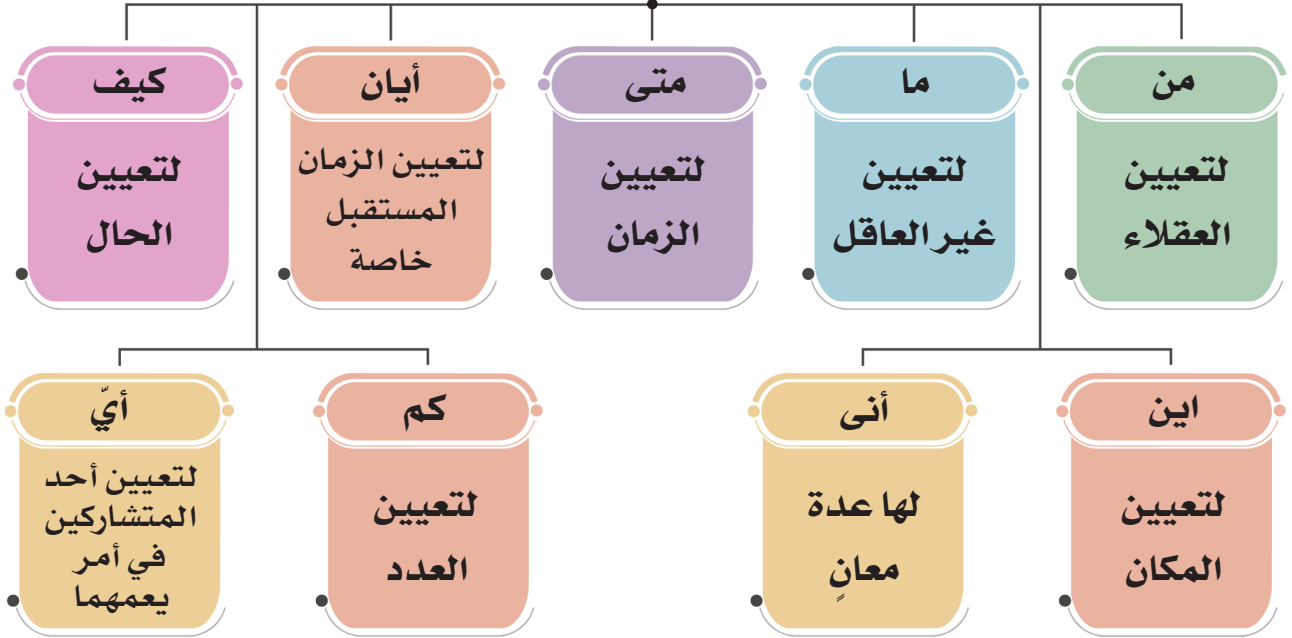 من
لتعيين
العقلاء
ما
لتعيين
غير العاقل
متى
لتعيين
الزمان
أيان
لتعيين الزمان
المستقبل
خاصة
كيف
لتعيين
الحال
اين
لتعيين
المكان
أنى
لها عدة
معانٍ
كم
لتعيين
العدد
أيّ
لتعيين أحد
المتشاركين
في أمر
يعمهما